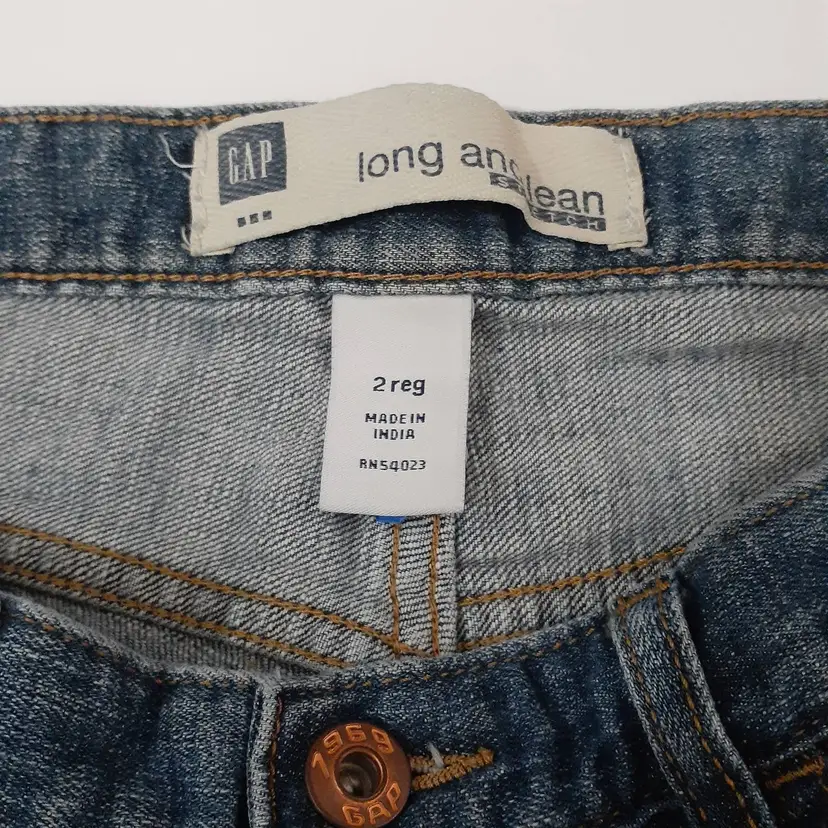 GAP
long and lean
2 reg
MADE IN
INDIA
RN54023
1969
GAP